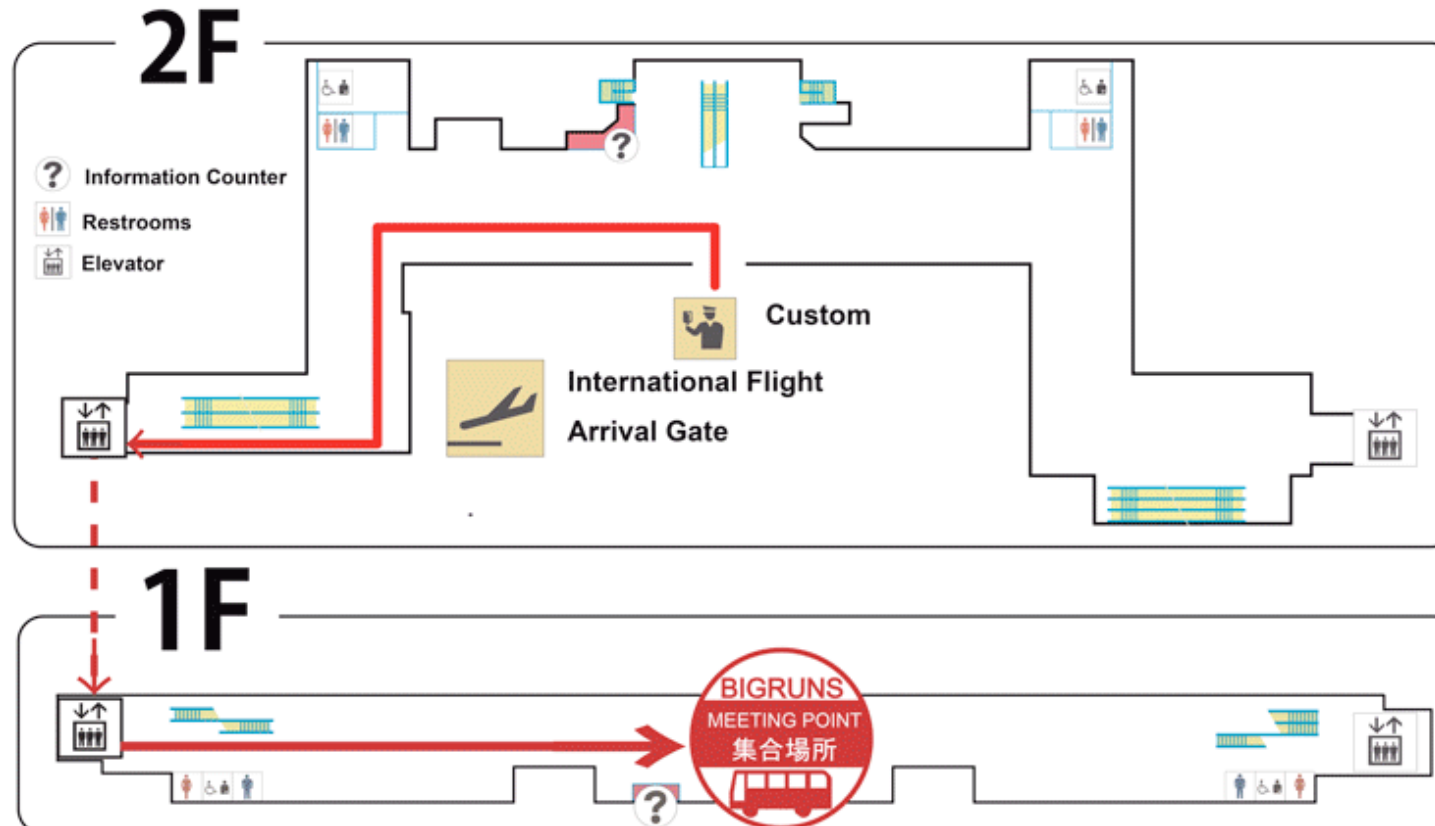 2F
Information Counter
Restrooms
Elevator
Custom
International Flight
Arrival Gate
1F
BIGRUNS
MEETING POINT
集合場所
?
?
?